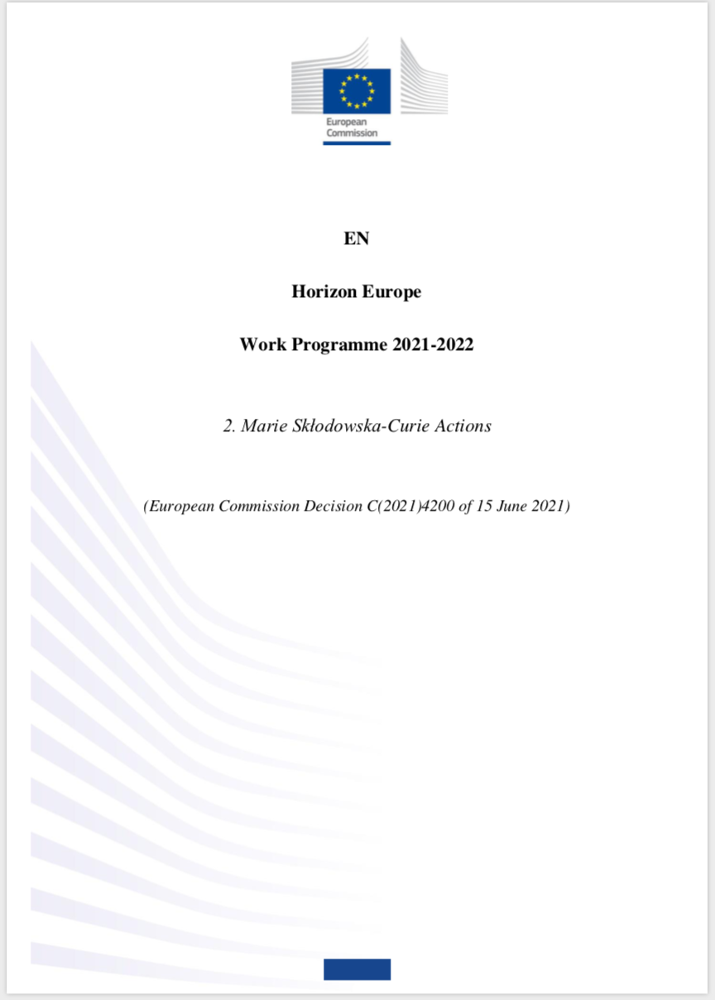 European
Commission
EN
Horizon Europe
Work Programme 2021-2022
2. Marie Skłodowska-Curie Actions
(European Commission Decision C(2021)4200 of 15 June 2021)